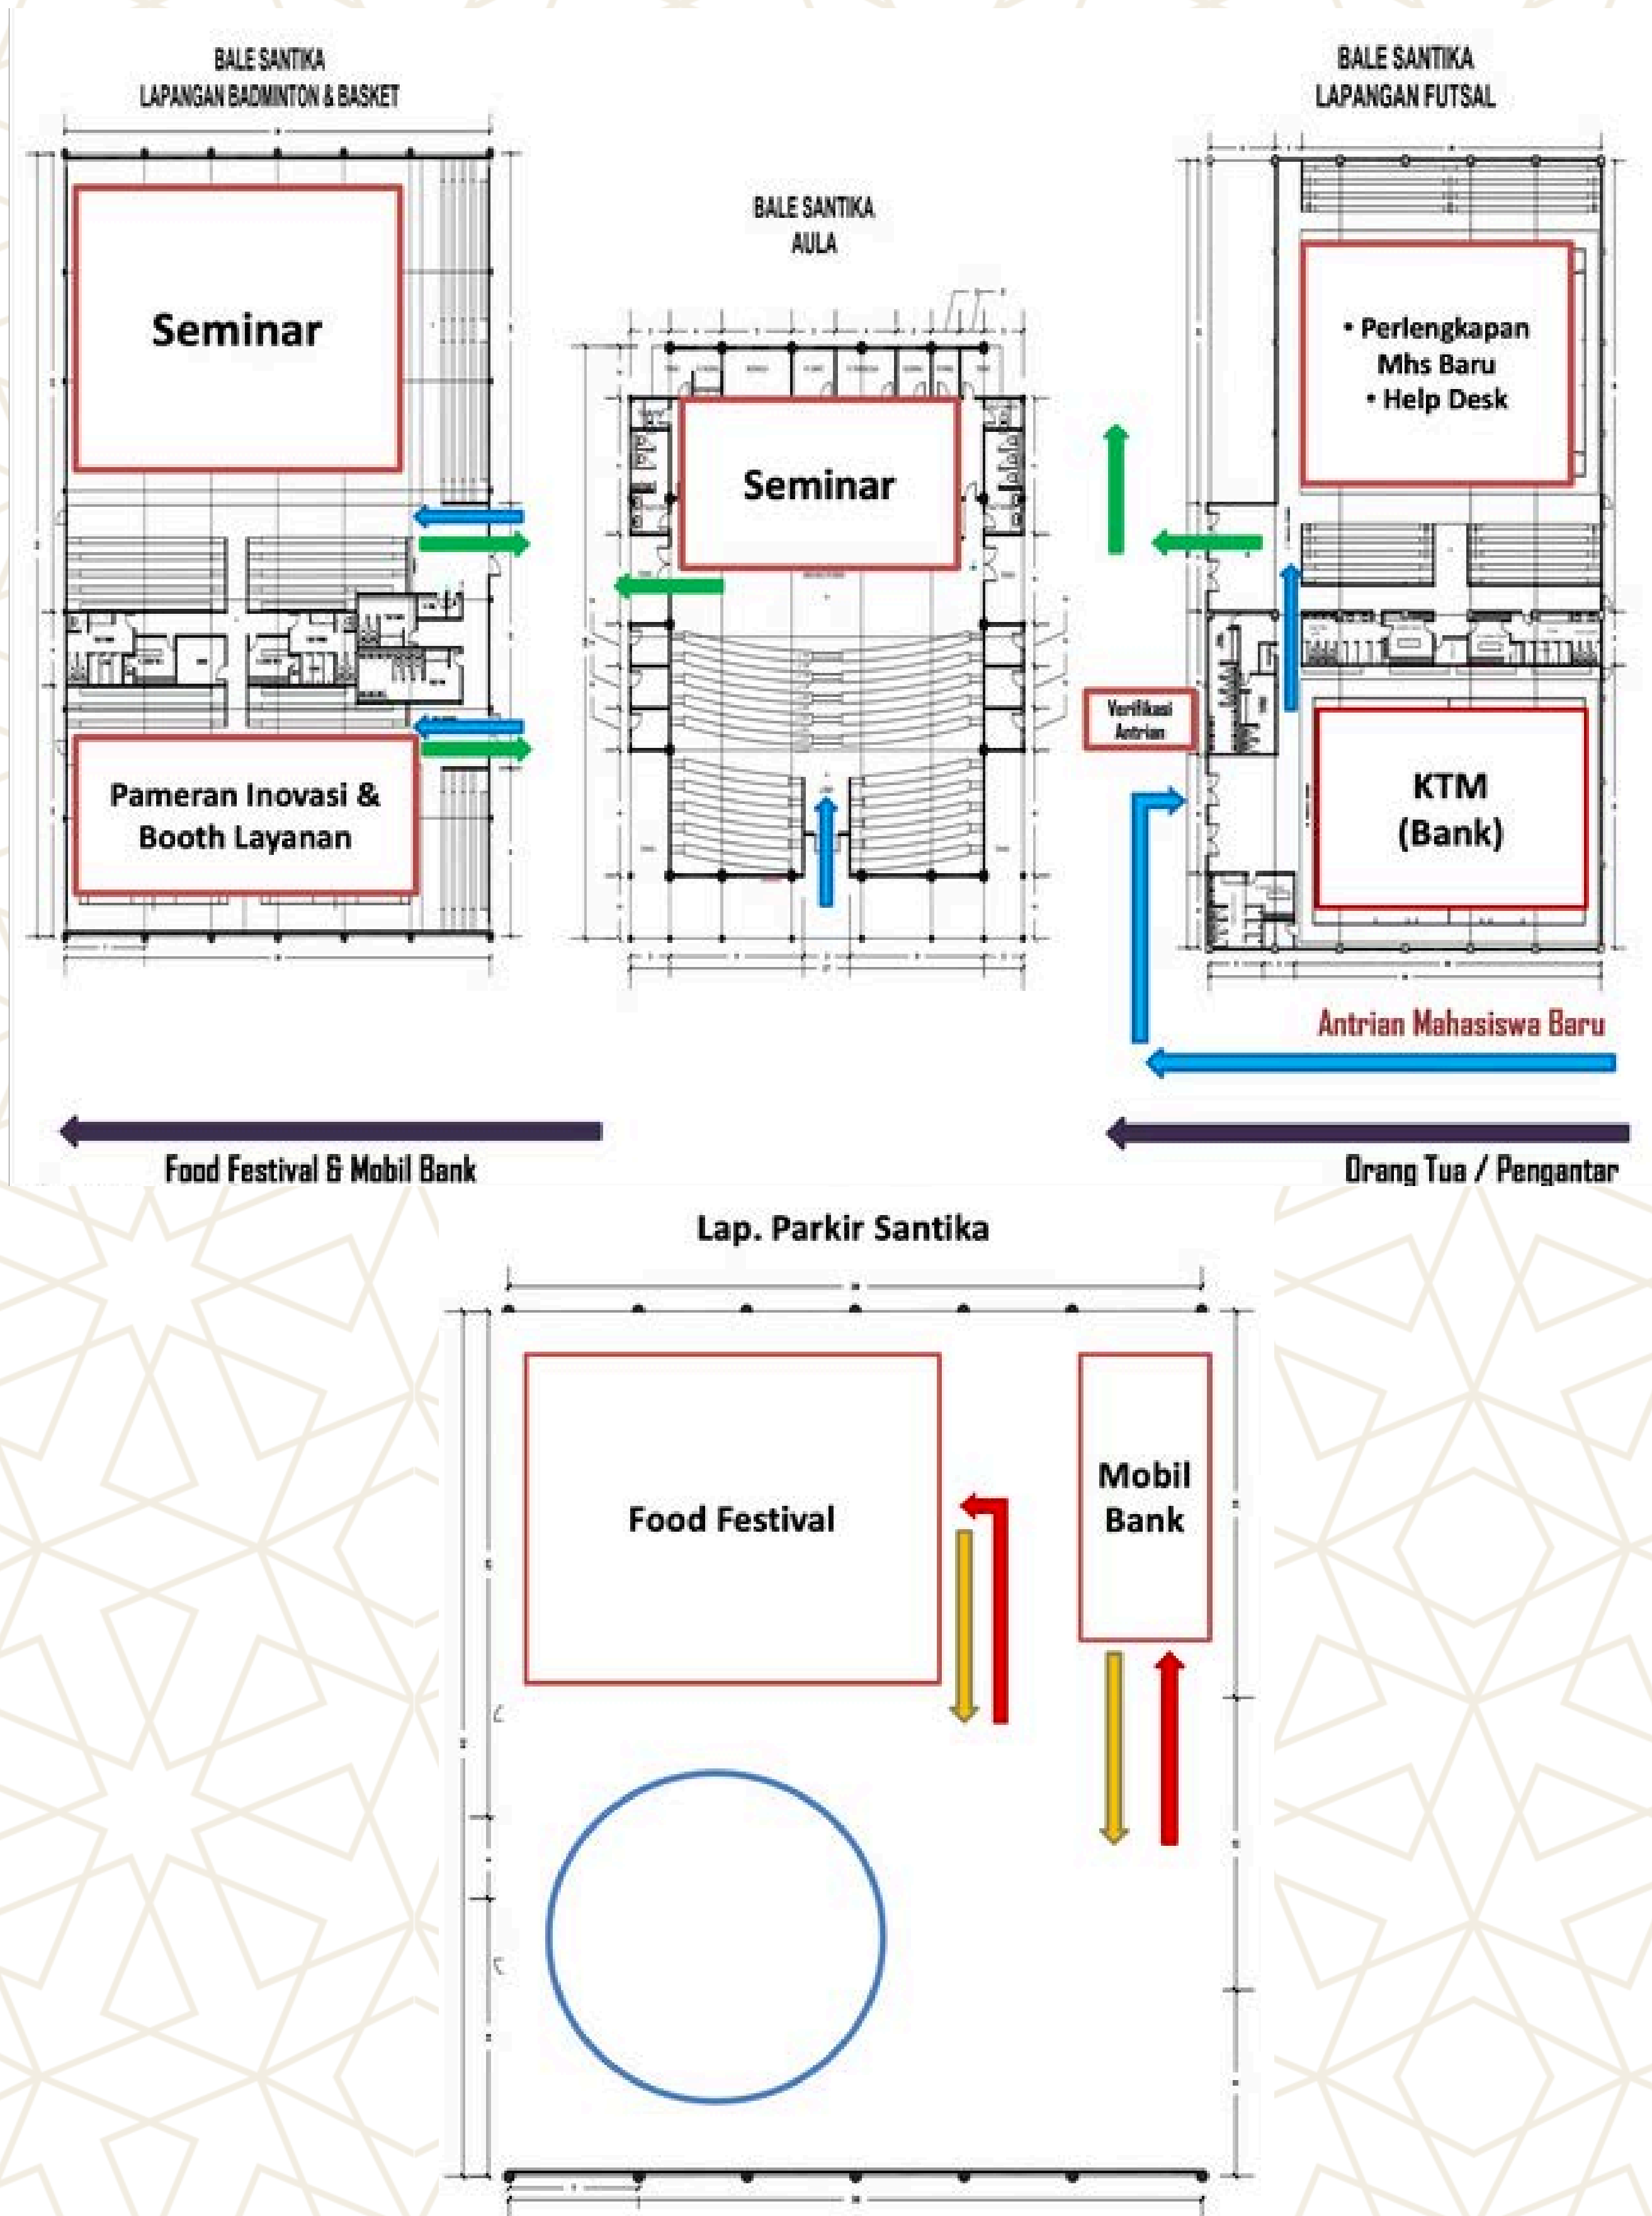 BALE SANTIKA
LAPANGAN BADMINTON & BASKET
BALE SANTIKA
AULA
BALE SANTIKA
LAPANGAN FUTSAL
Seminar
Seminar
• Perlengkapan
Mhs Baru
• Help Desk
Pameran Inovasi &
Booth Layanan
Verifikasi
Antrian
KTM
(Bank)
Antrian Mahasiswa Baru
Food Festival & Mobil Bank
Orang Tua / Pengantar
Lap. Parkir Santika
Food Festival
Mobil
Bank